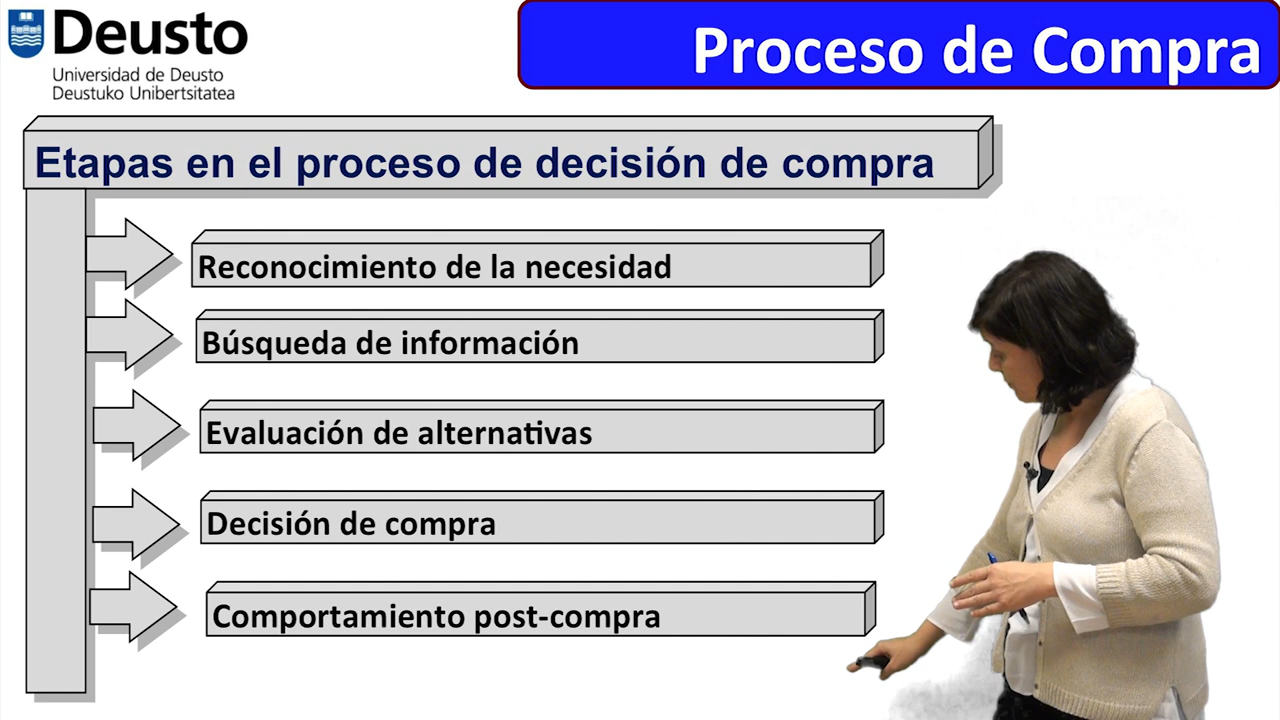 Deusto
Universidad de Deusto
Deustuko Unibertsitatea
Proceso de Compra
Etapas en el proceso de decisión de compra
Reconocimiento de la necesidad
Búsqueda de información
Evaluación de alternativas
Decisión de compra
Comportamiento post-compra